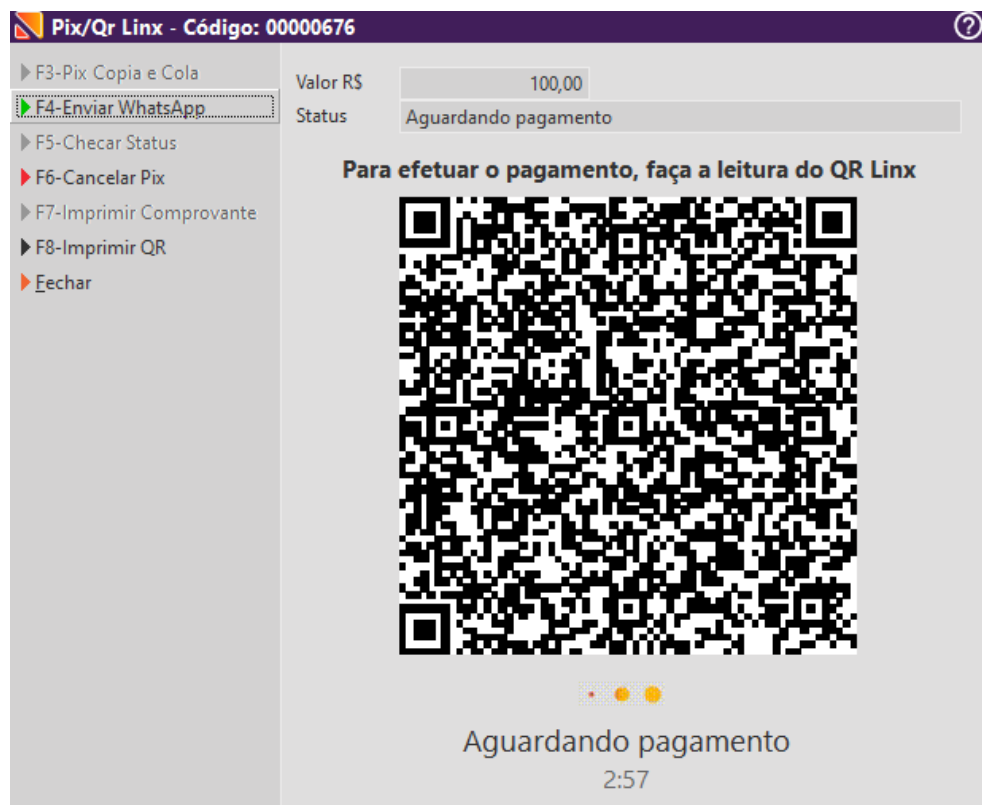 Pix/Qr Linx - Código: 00000676
?
F3-Pix Copia e Cola
F4-Enviar WhatsApp
F5-Checar Status
F6-Cancelar Pix
F7-Imprimir Comprovante
F8-Imprimir QR
Fechar
Valor R$ 100,00
Status Aguardando pagamento
Para efetuar o pagamento, faça a leitura do QR Linx
Aguardando pagamento
2:57